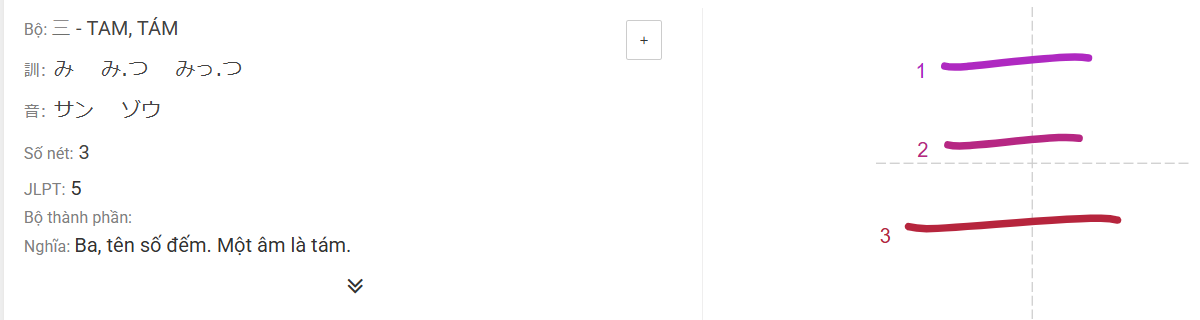 Bộ: 三 - TAM, TÁM
+
訓: み み.つ みっ.つ
音: サン ゾウ
Số nét: 3
JLPT: 5
Bộ thành phần:
Nghĩa: Ba, tên số đếm. Một âm là tám.
1
2
3